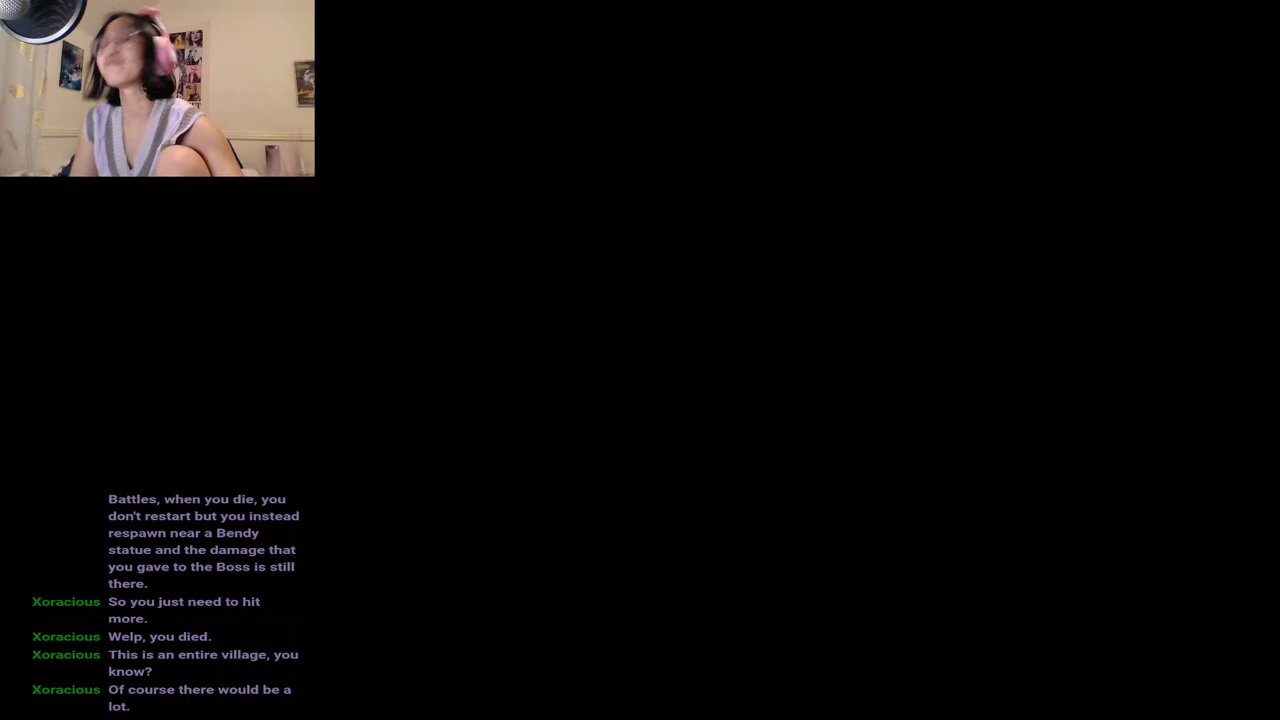 Battles, when you die, you
don't restart but you instead
respawn near a Bendy
statue and the damage that
you gave to the Boss is still
there.
Xoracious So you just need to hit
more.
Xoracious Welp, you died.
Xoracious This is an entire village, you
know?
Xoracious Of course there would be a
lot.